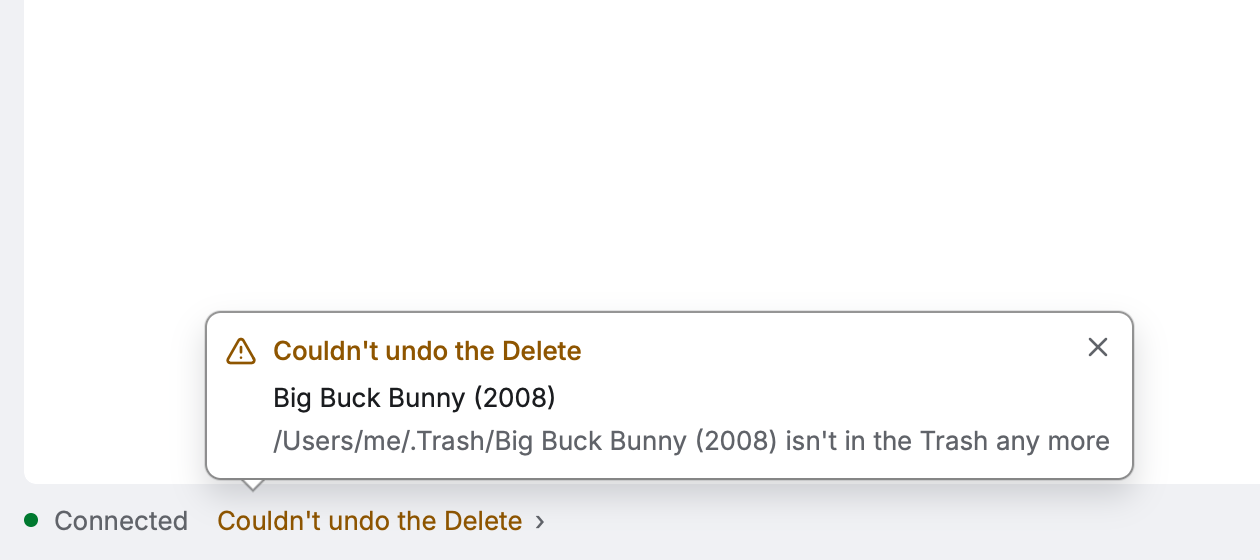 Couldn't undo the Delete
Big Buck Bunny (2008)
/Users/me/.Trash/Big Buck Bunny (2008) isn't in the Trash any more
Connected Couldn't undo the Delete ›